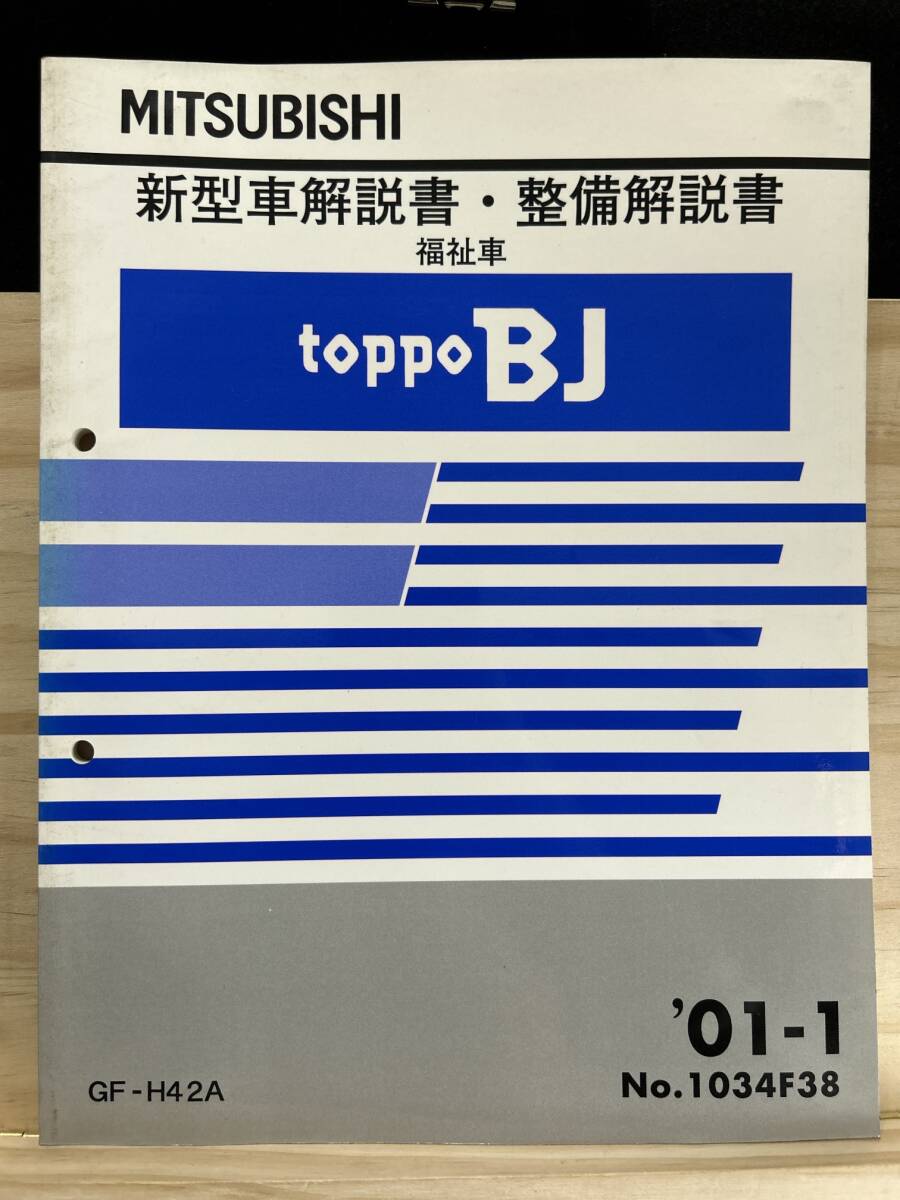 MITSUBISHI
新型車解説書・整備解説書
福祉車
toppo BJ
'01-1
GF-H42A
No.1034F38